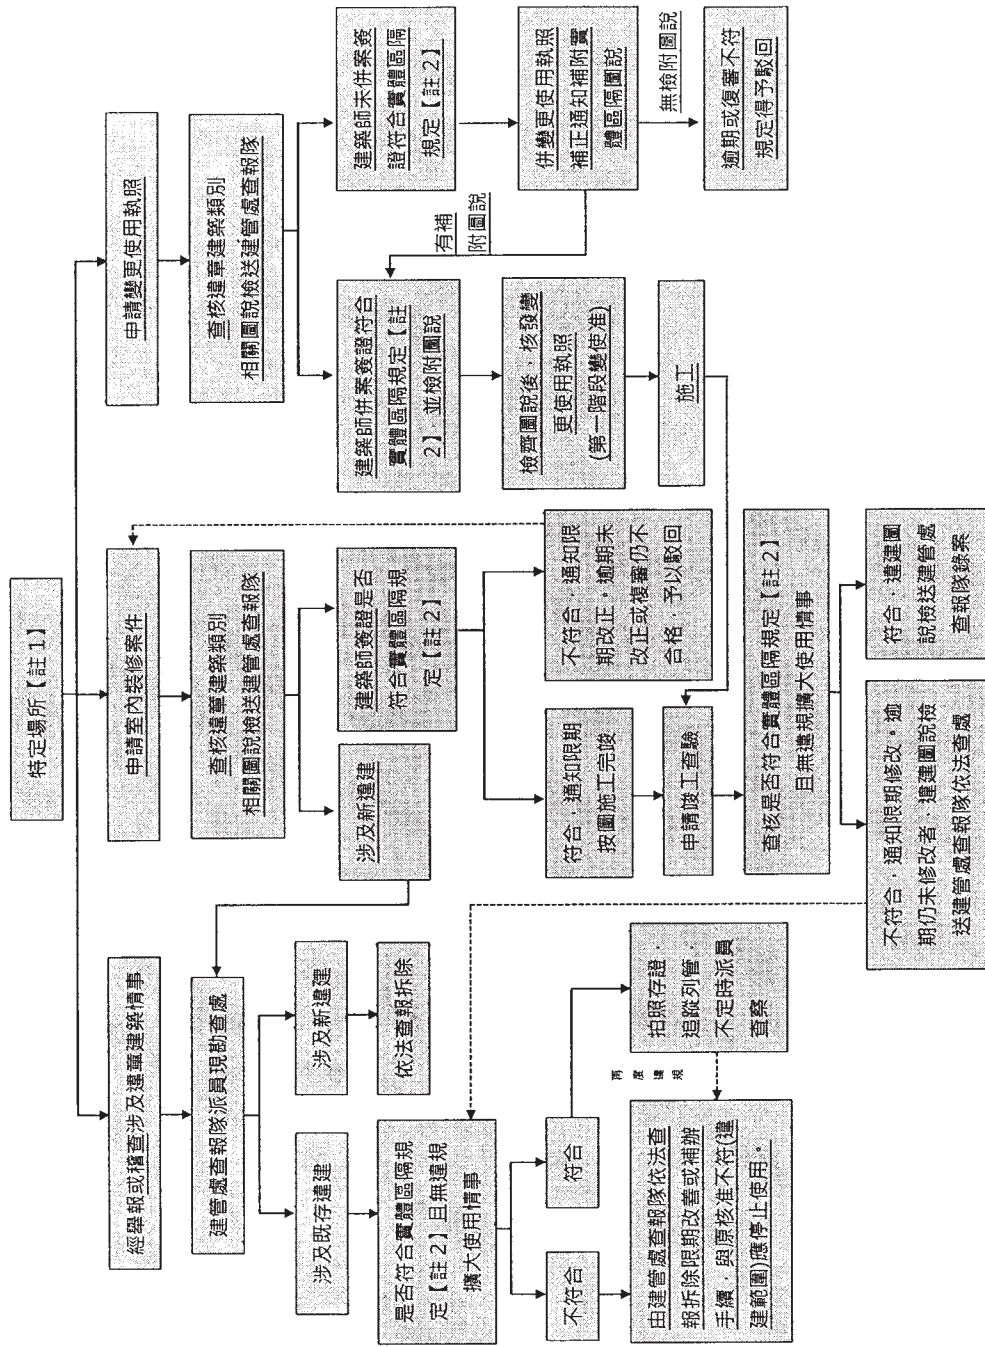 特定場所【註 1】
經舉報或稽查涉及違章建築情事
建管處查報隊派員現勘查處
涉及既存違建
涉及新違建
依法查報拆除
是否符合實體區隔規
定【註 2】且無違規
擴大使用情事
不符合
符合
由建管處查報隊依法查
報拆除限期改善或補辦
手續，與原核准不符(違
建範圍)應停止使用。
拍照存證，
追蹤列管，
不定時派員
查察
再度違規
申請室內裝修案件
查核違章建築類別
相關圖說檢送建管處查報隊
涉及新違建
建築師簽證是否
符合實體區隔規
定【註 2】
符合，通知限期
按圖施工完竣
不符合，通知限
期改正。逾期未
改正或複審仍不
合格，予以駁回
申請竣工查驗
查核是否符合實體區隔規定【註 2】
且無違規擴大使用情事
不符合，通知限期修改。逾
期仍未修改者、違建圖說檢
送建管處查報隊依法查處
符合，違建圖
說檢送建管處
查報隊錄案
申請變更使用執照
查核違章建築類別
相關圖說檢送建管處查報隊
建築師併案簽證符合
實體區隔規定【註
2】，並檢附圖說
建築師未併案簽
證符合實體區隔
規定【註 2】
有補
附圖說
併變更使用執照
補正通知補附實
體區隔圖說
無檢附圖說
逾期或復審不符
規定得予駁回
檢齊圖說後，核發變
更使用執照
(第一階段變使准)
施工